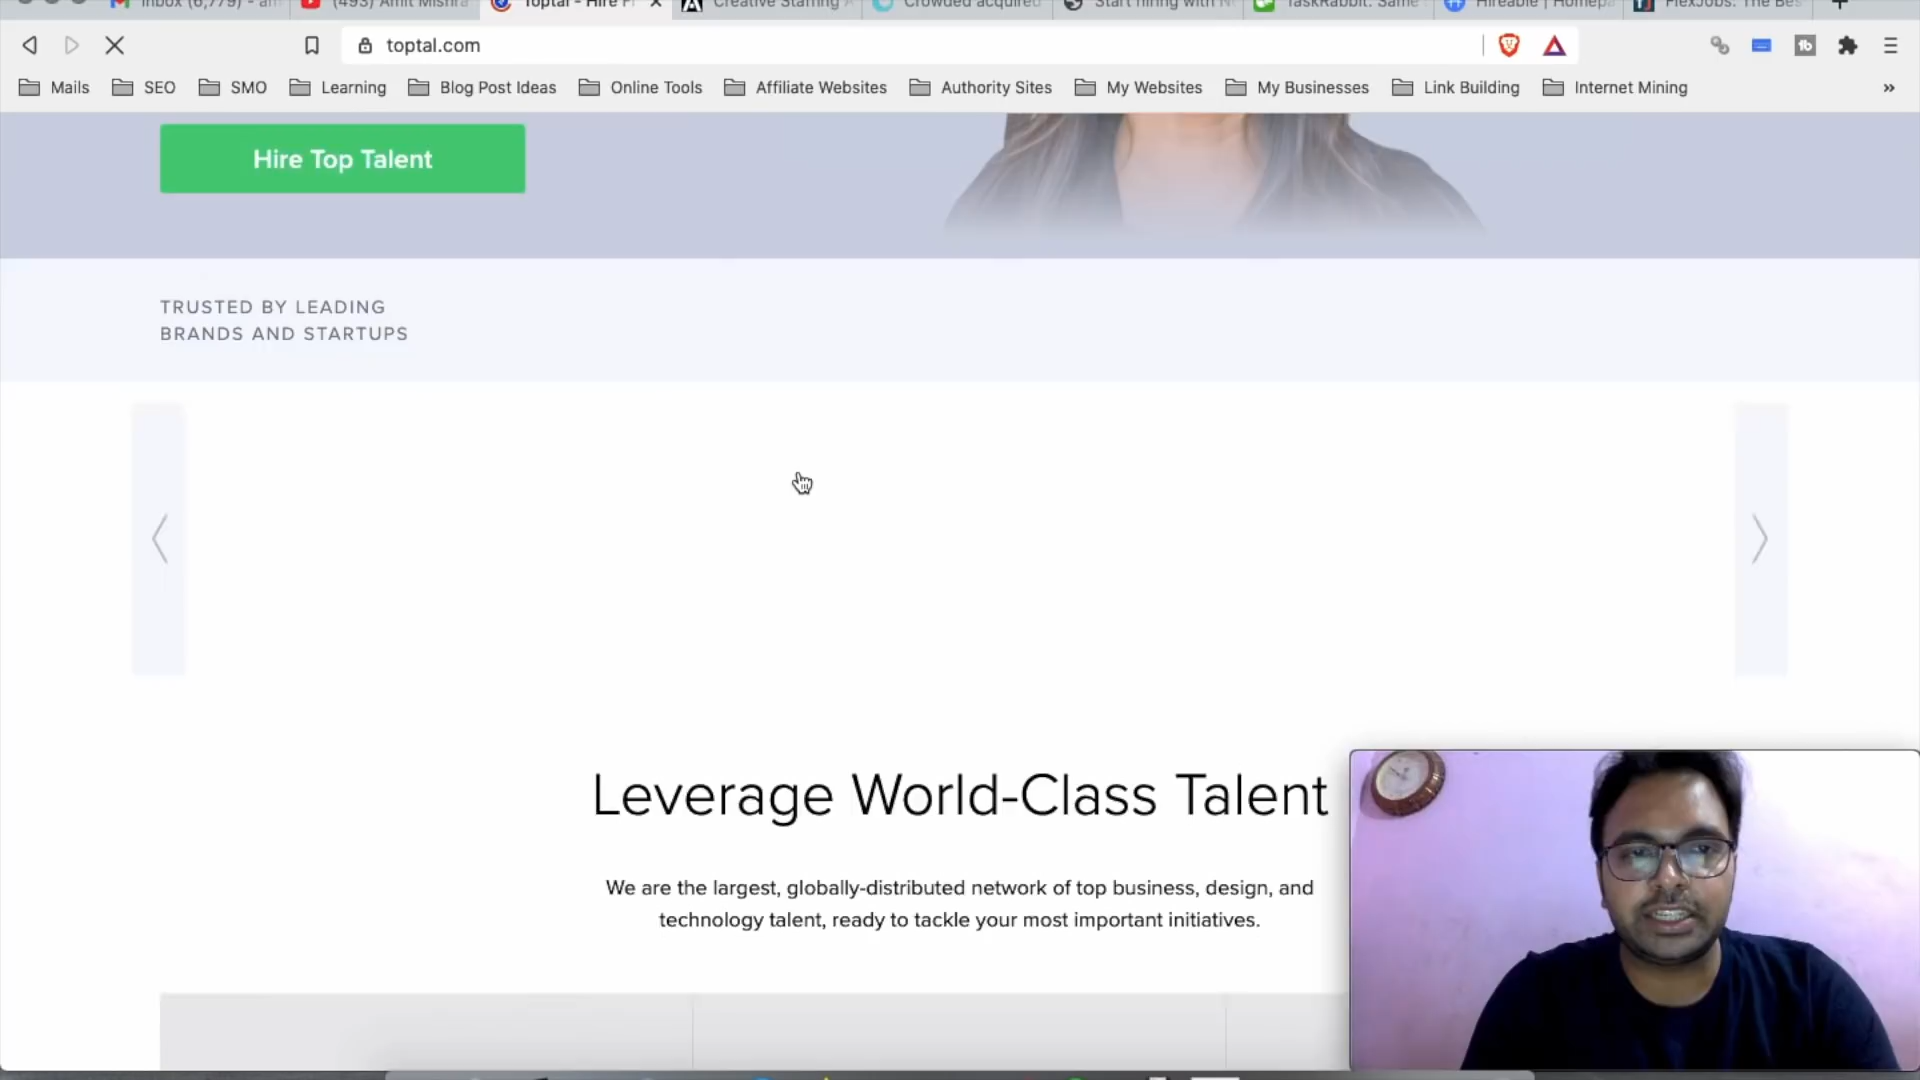 Inbox (6,779) - am
(493) Amit Mishra
Toptal - Hire Fr
Creative Staffing A
Crowded acquired
Start hiring with N
TaskRabbit: Same
Hireable | Homepa
FlexJobs: The Bes
toptal.com
Mails SEO SMO Learning Blog Post Ideas Online Tools Affiliate Websites Authority Sites My Websites My Businesses Link Building Internet Mining »
Hire Top Talent
TRUSTED BY LEADING
BRANDS AND STARTUPS
Leverage World-Class Talent
We are the largest, globally-distributed network of top business, design, and
technology talent, ready to tackle your most important initiatives.